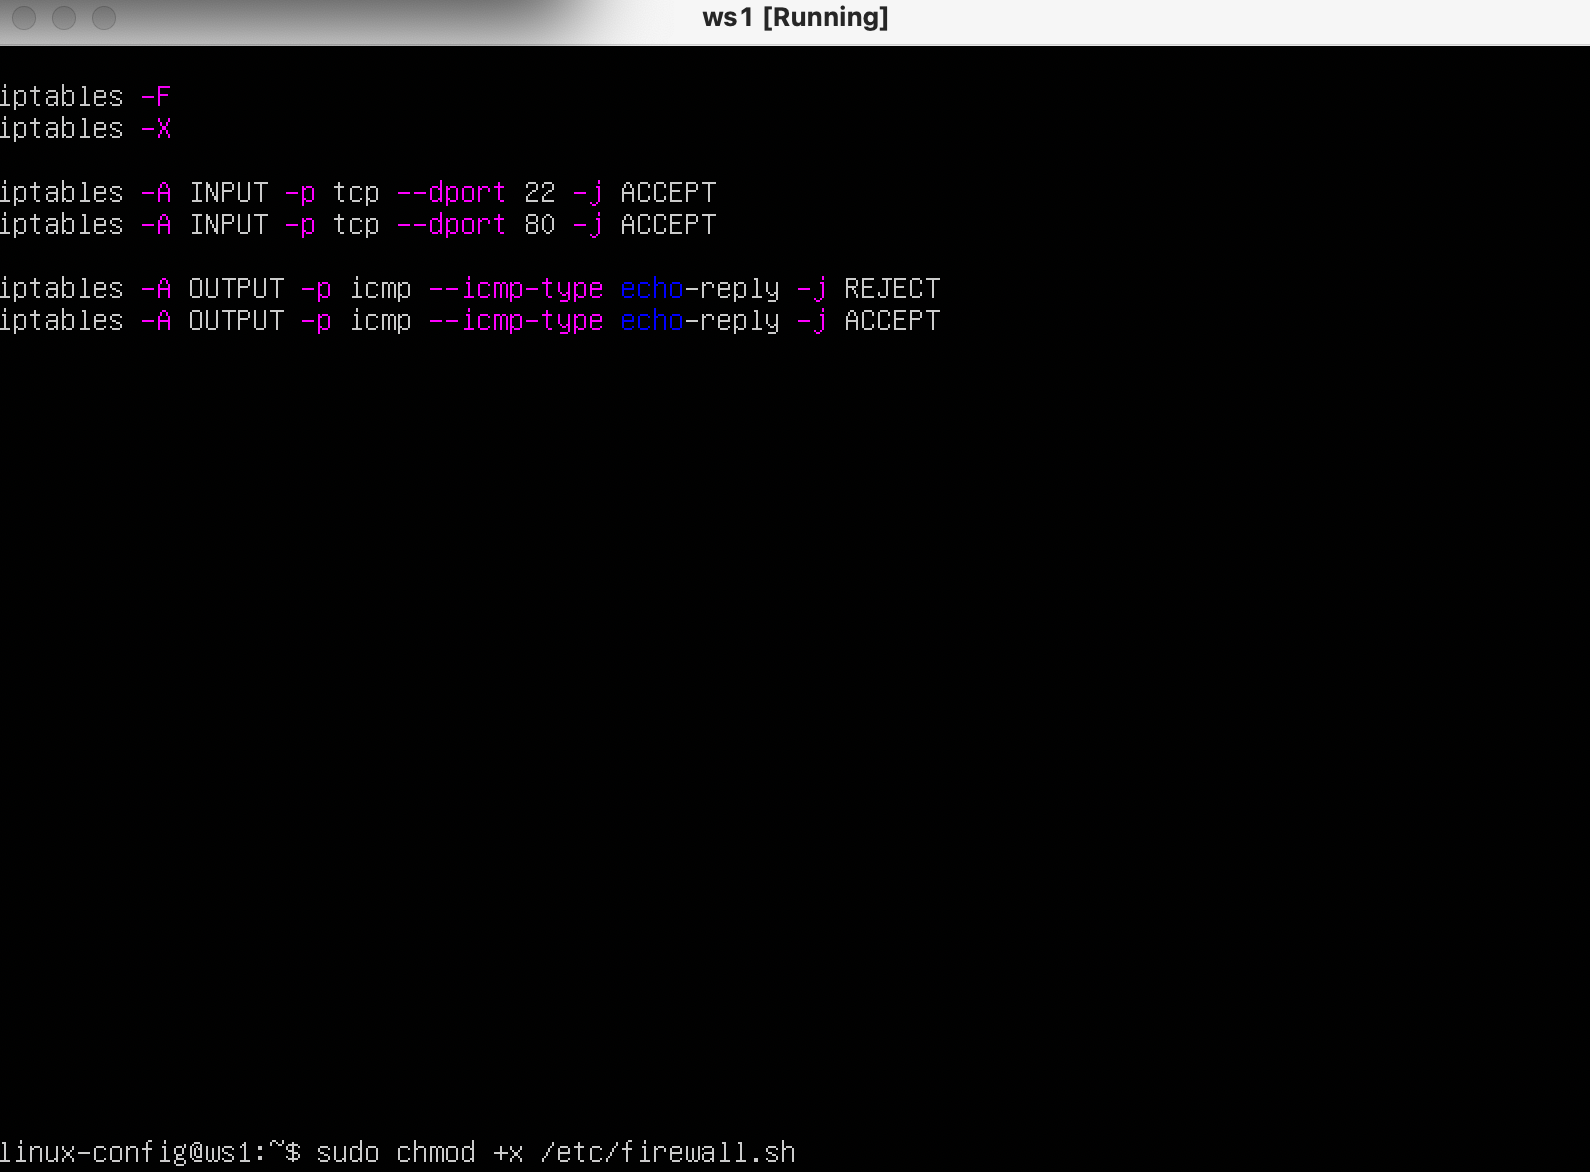 ws1 [Running]
iptables -F
iptables -X
iptables -A INPUT -p tcp --dport 22 -j ACCEPT
iptables -A INPUT -p tcp --dport 80 -j ACCEPT
iptables -A OUTPUT -p icmp --icmp-type echo-reply -j REJECT
iptables -A OUTPUT -p icmp --icmp-type echo-reply -j ACCEPT
linux-config@ws1:~$ sudo chmod +x /etc/firewall.sh